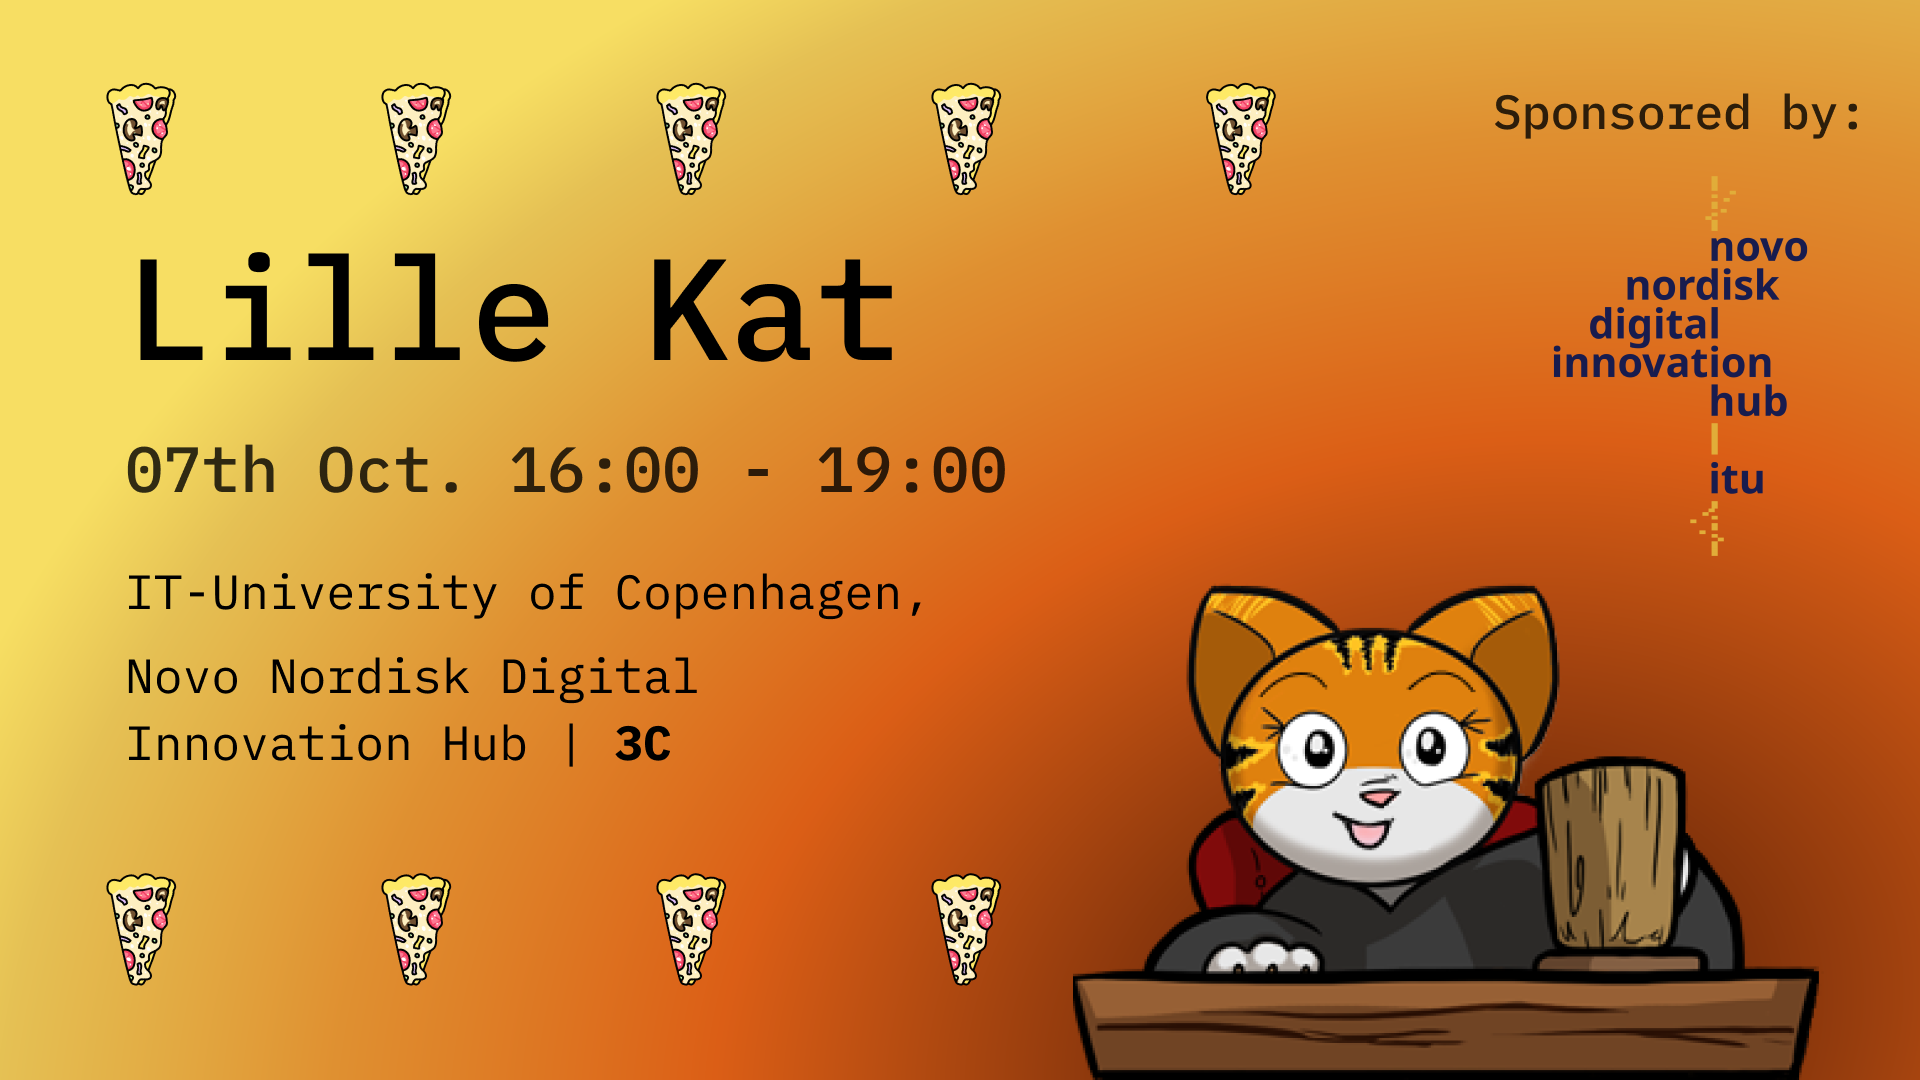 Sponsored by:
novo
nordisk
digital
innovation
hub
itu
Lille Kat
07th Oct. 16:00 - 19:00
IT-University of Copenhagen,
Novo Nordisk Digital
Innovation Hub | 3C